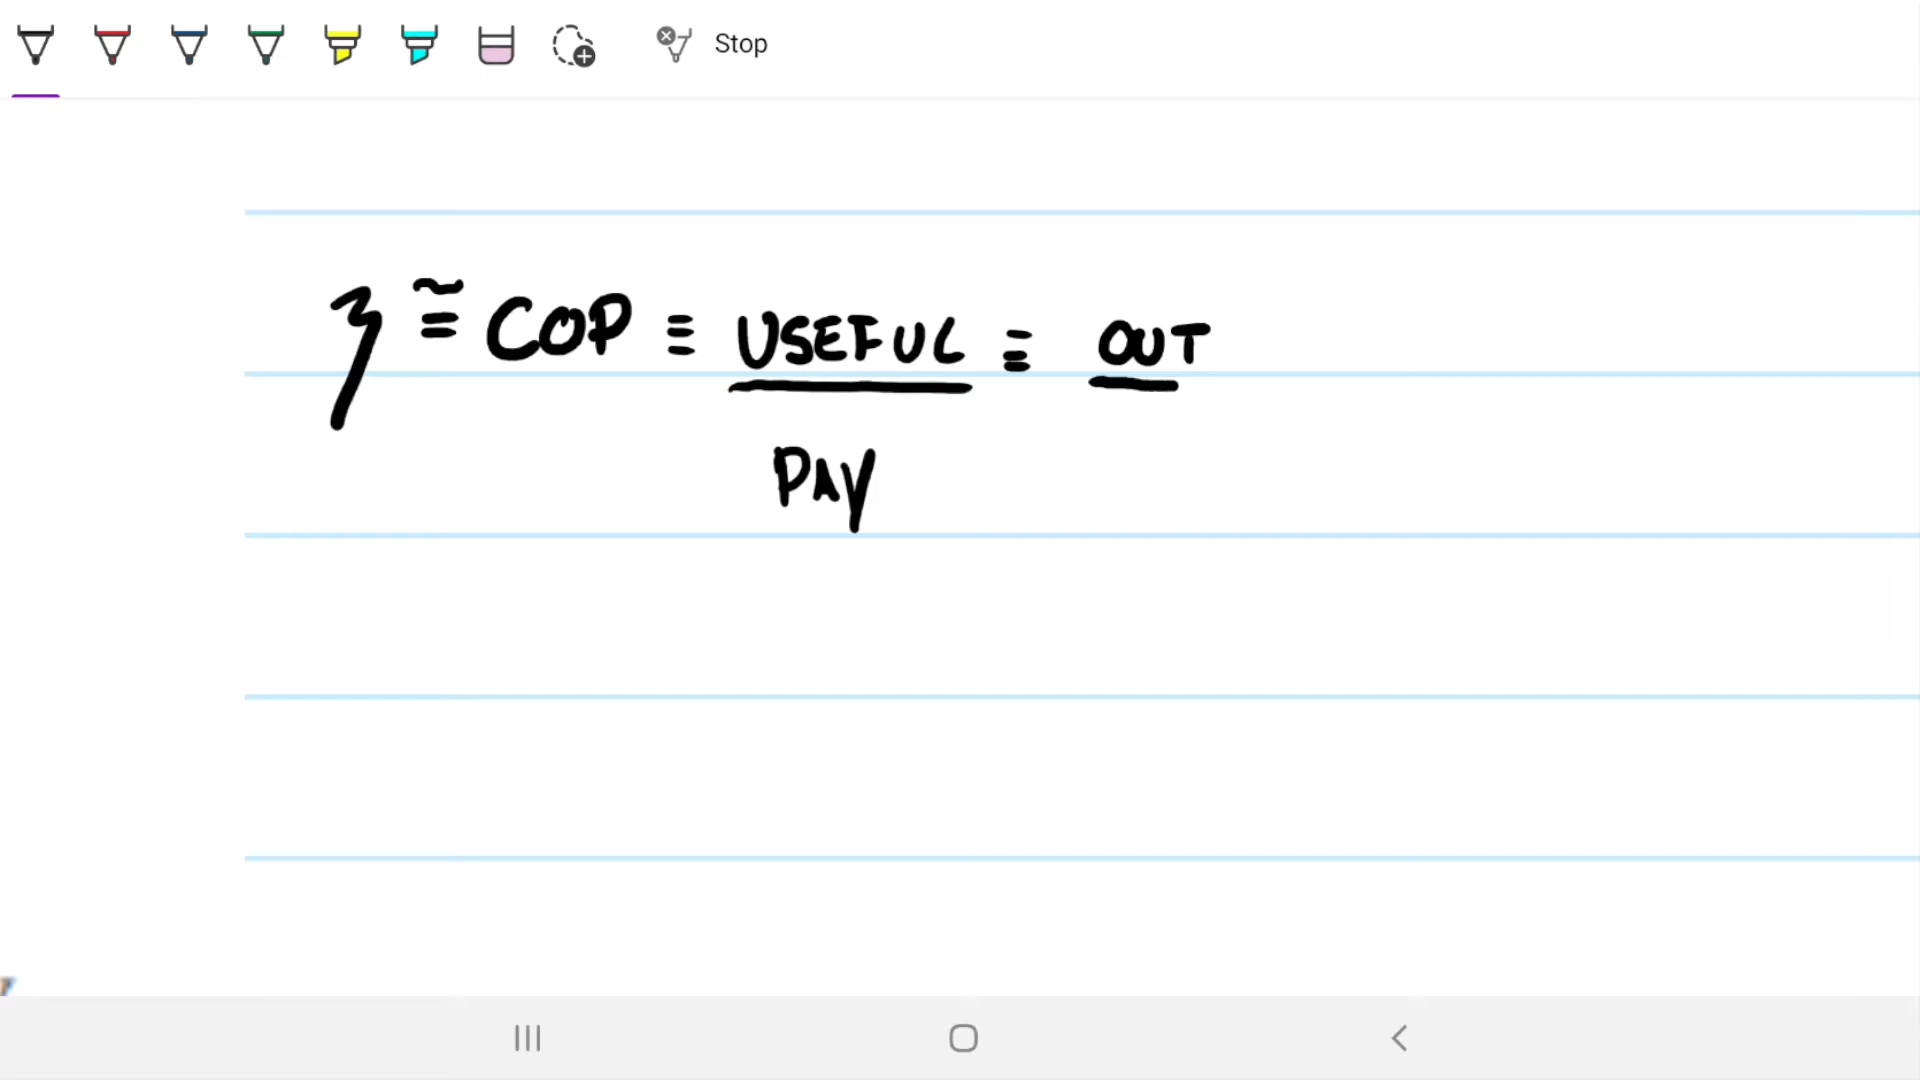 Stop
η ≅ COP ≡ USEFUL ≡ OUT
PAY